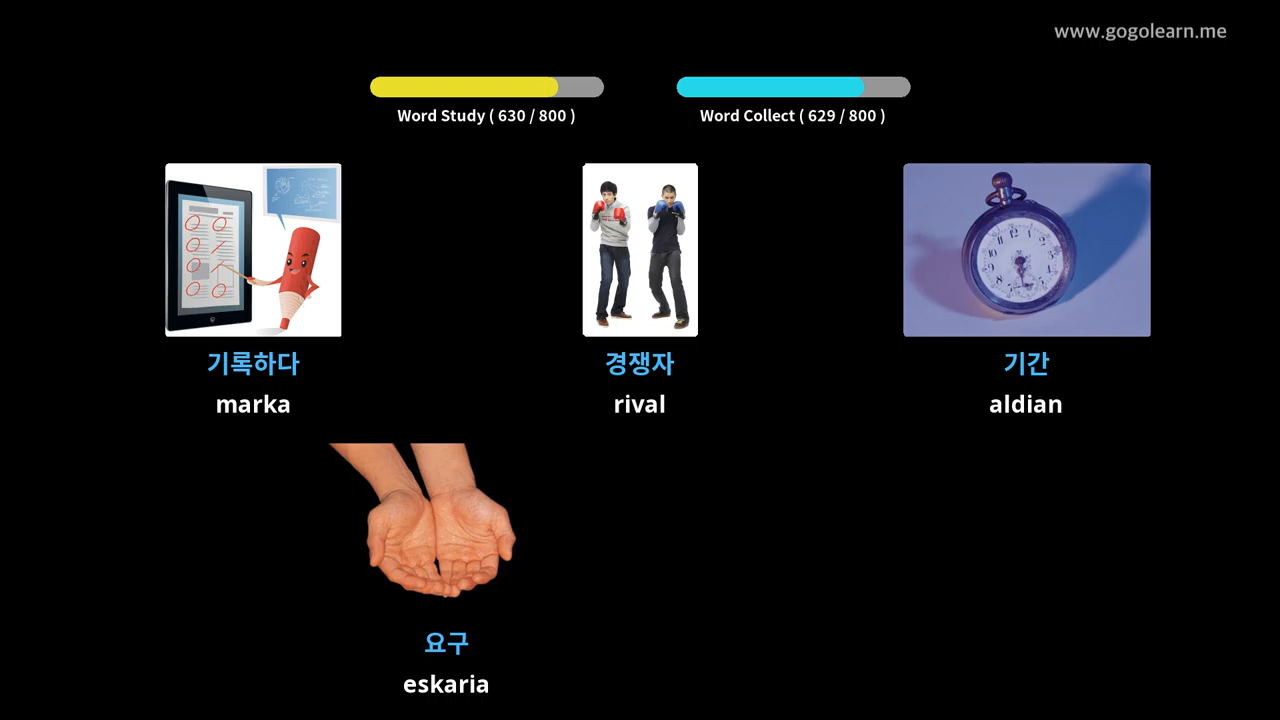 www.gogolearn.me
Word Study ( 630 / 800 )
Word Collect ( 629 / 800 )
기록하다
marka
경쟁자
rival
기간
aldian
요구
eskaria